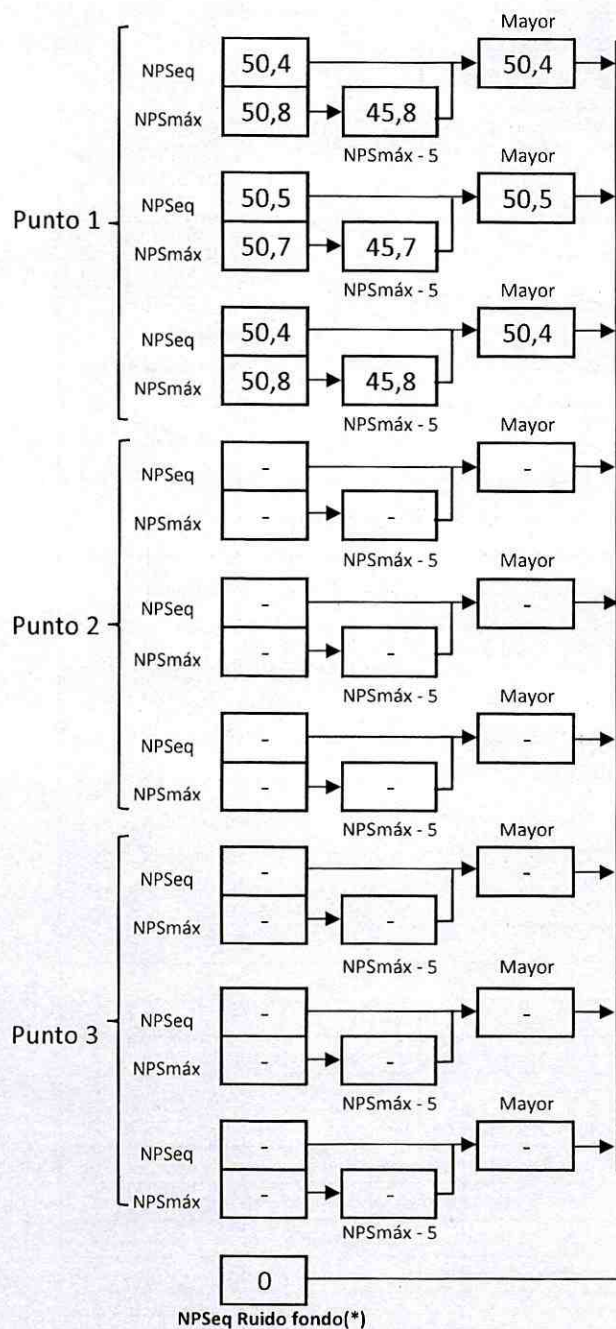 Mayor
NPSeq 50,4 50,4
NPSmáx 50,8 45,8
NPSmáx - 5 Mayor
NPSeq 50,5 50,5
Punto 1
NPSmáx 50,7 45,7
NPSmáx - 5 Mayor
NPSeq 50,4 50,4
NPSmáx 50,8 45,8
NPSmáx - 5 Mayor
NPSeq - -
NPSmáx - -
NPSmáx - 5 Mayor
NPSeq - -
Punto 2
NPSmáx - -
NPSmáx - 5 Mayor
NPSeq - -
NPSmáx - -
NPSmáx - 5 Mayor
NPSeq - -
NPSmáx - -
NPSmáx - 5 Mayor
NPSeq - -
Punto 3
NPSmáx - -
NPSmáx - 5 Mayor
NPSeq - -
NPSmáx - -
NPSmáx - 5
0
NPSeq Ruido fondo(*)